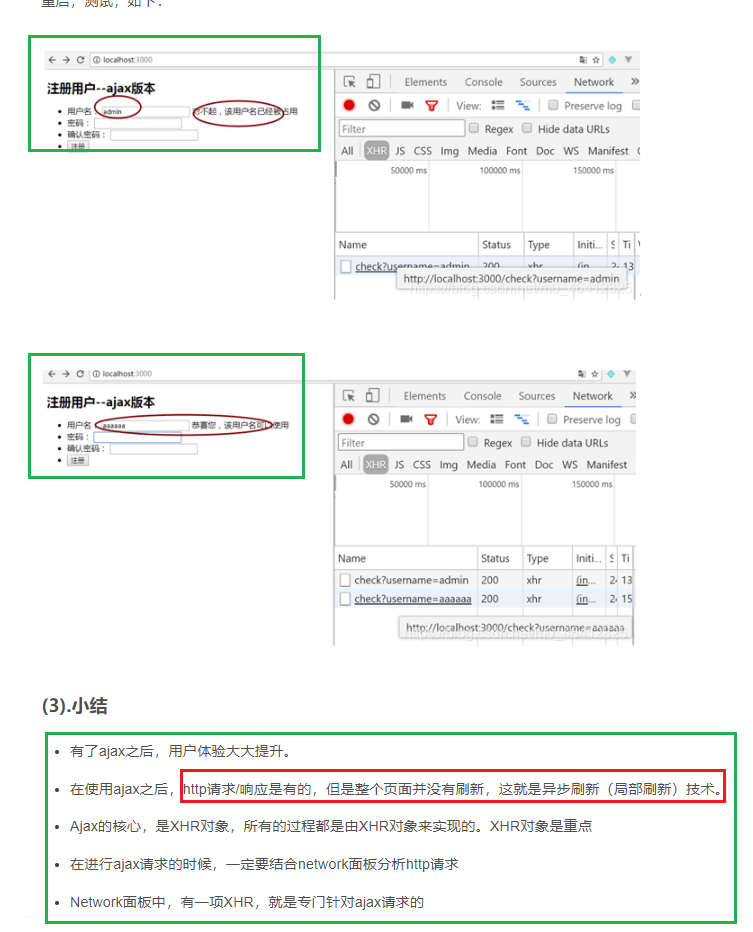 重启，测试，如下：
localhost:3000
注册用户--ajax版本
用户名： admin 对不起，该用户名已经被占用
密码：
确认密码：
注册
Elements Console Sources Network »
View: Preserve log
Filter Regex Hide data URLs
All XHR JS CSS Img Media Font Doc WS Manifest
50000 ms 100000 ms 150000 ms
Name Status Type Initi... Ti
check?username=admin 200 xhr (in... 13
http://localhost:3000/check?username=admin
localhost:3000
注册用户--ajax版本
用户名： aaaaaa 恭喜您，该用户名可以使用
密码：
确认密码：
注册
Elements Console Sources Network »
View: Preserve log
Filter Regex Hide data URLs
All XHR JS CSS Img Media Font Doc WS Manifest
50000 ms 100000 ms 150000 ms
Name Status Type Initi... Ti
check?username=admin 200 xhr (in... 24 13
check?username=aaaaaa 200 xhr (in... 24 15
http://localhost:3000/check?username=aaaaaa
(3).小结
有了ajax之后，用户体验大大提升。
在使用ajax之后，http请求/响应是有的，但是整个页面并没有刷新，这就是异步刷新（局部刷新）技术。
Ajax的核心，是XHR对象，所有的过程都是由XHR对象来实现的。XHR对象是重点
在进行ajax请求的时候，一定要结合network面板分析http请求
Network面板中，有一项XHR，就是专门针对ajax请求的